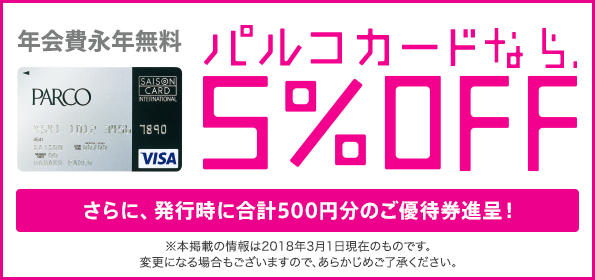 年会費永年無料
パルコカードなら、
5%OFF
PARCO
SAISON
CARD
INTERNATIONAL
7890
VISA
さらに、発行時に合計500円分のご優待券進呈!
※本掲載の情報は2018年3月1日現在のものです。
変更になる場合もございますので、あらかじめご了承ください。